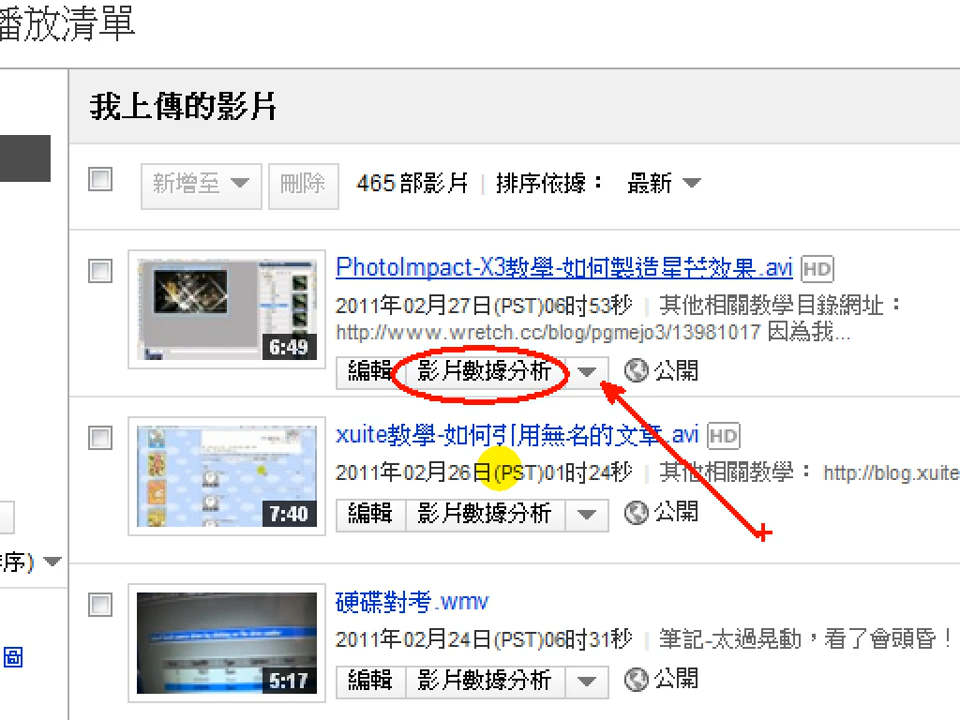 播放清單
我上傳的影片
新增至 刪除 465 部影片 | 排序依據： 最新
PhotoImpact-X3教學-如何製造星芒效果.avi HD
2011年02月27日(PST)06時53秒 | 其他相關教學目錄網址：
http://www.wretch.cc/blog/pgmejo3/13981017 因為我...
6:49
編輯 影片數據分析 公開
xuite教學-如何引用無名的文章.avi HD
2011年02月26日(PST)01時24秒 | 其他相關教學： http://blog.xuite
7:40
編輯 影片數據分析 公開
序)
硬碟對考.wmv
2011年02月24日(PST)06時31秒 | 筆記-太過晃動，看了會頭昏！
圖
5:17
編輯 影片數據分析 公開